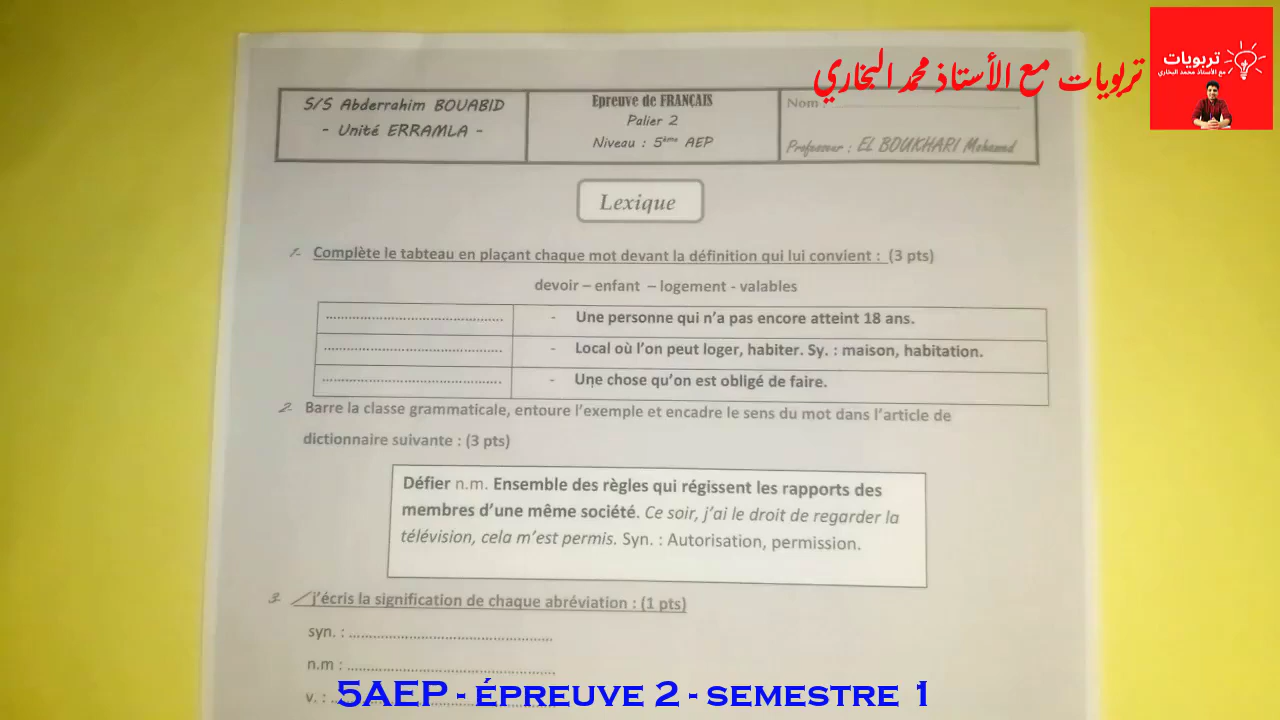 تربويات مع الأستاذ محمد البخاري
تربويات
مع الأستاذ محمد البخاري
S/S Abderrahim BOUABID
- Unité ERRAMLA -
Epreuve de FRANÇAIS
Palier 2
Niveau : 5ème AEP
Nom :
Professeur : EL BOUKHARI Mohamed
Lexique
1- Complète le tabteau en plaçant chaque mot devant la définition qui lui convient : (3 pts)
devoir – enfant – logement - valables
............................................... - Une personne qui n'a pas encore atteint 18 ans.
............................................... - Local où l'on peut loger, habiter. Sy. : maison, habitation.
............................................... - Une chose qu'on est obligé de faire.
2- Barre la classe grammaticale, entoure l'exemple et encadre le sens du mot dans l'article de
dictionnaire suivante : (3 pts)
Défier n.m. Ensemble des règles qui régissent les rapports des
membres d'une même société. Ce soir, j'ai le droit de regarder la
télévision, cela m'est permis. Syn. : Autorisation, permission.
3- j'écris la signification de chaque abréviation : (1 pts)
syn. : ......................................................
n.m : ......................................................
v. : ......................................................
5AEP - épreuve 2 - semestre 1